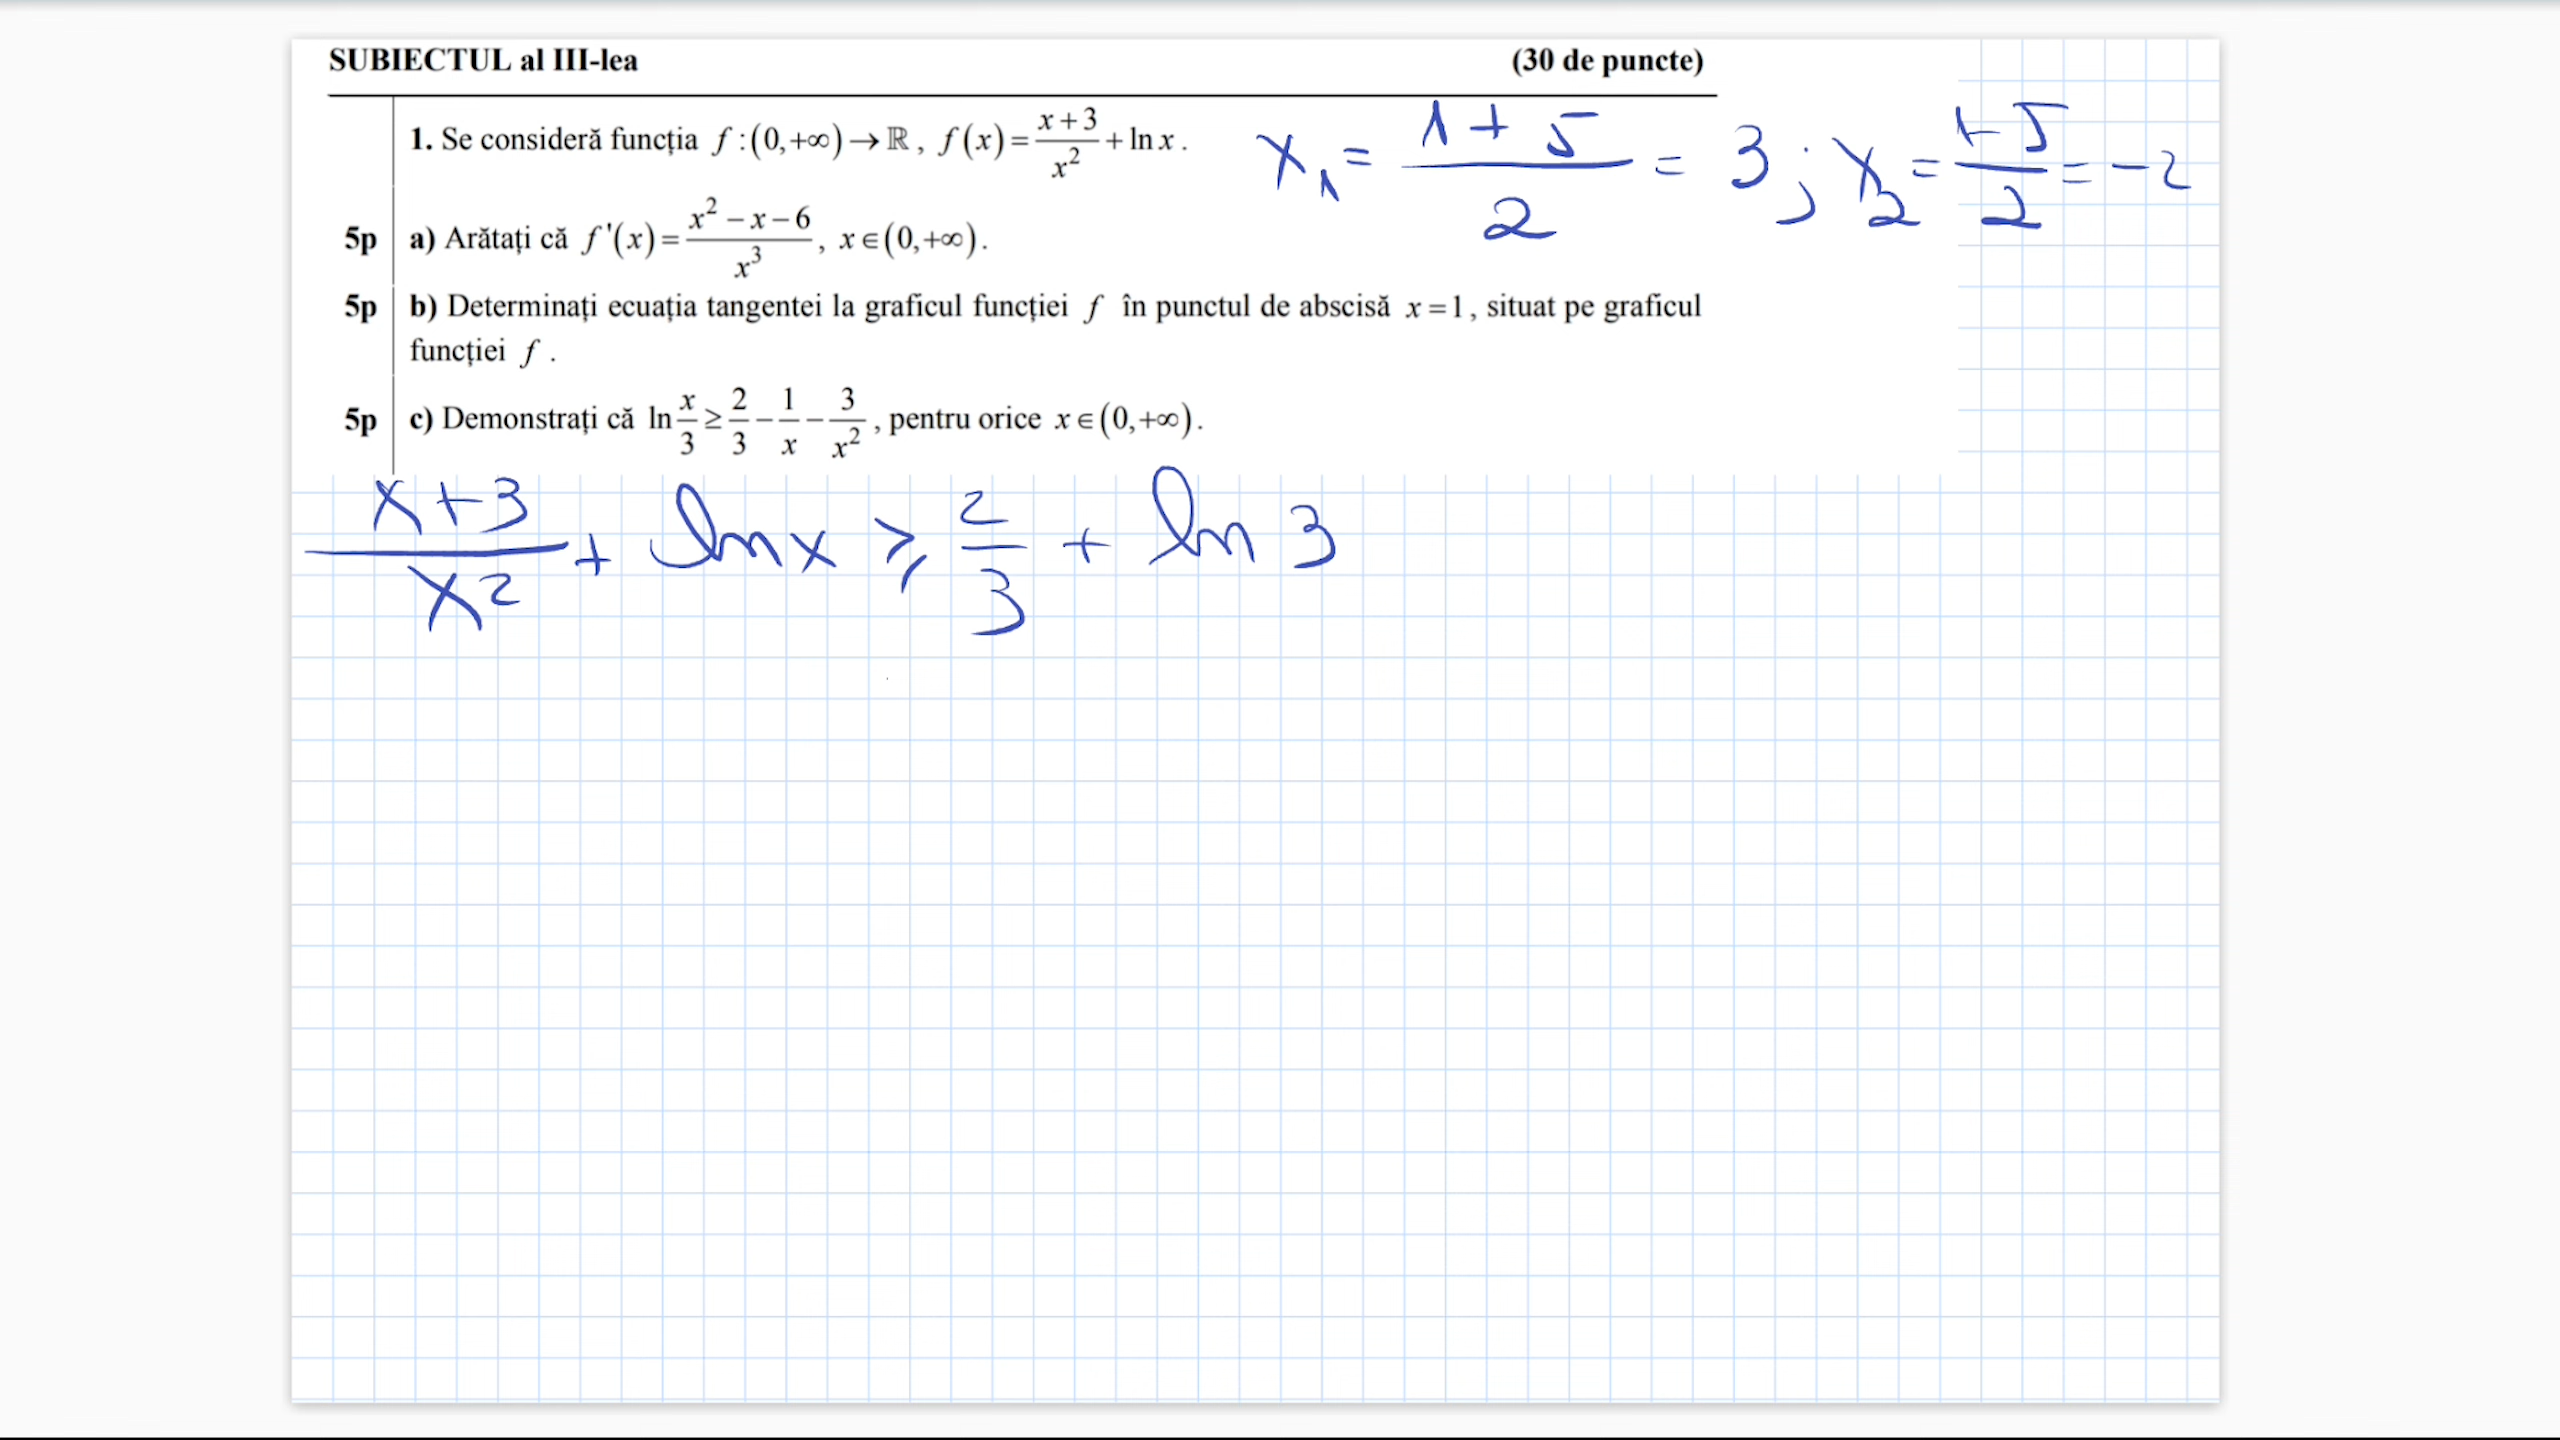 SUBIECTUL al III-lea (30 de puncte)
1. Se consideră funcția f : (0,+∞) → ℝ, f(x) = (x+3)/x² + ln x.
x₁ = (1+5)/2 = 3 ; x₂ = (1-5)/2 = -2
5p a) Arătați că f'(x) = (x² − x − 6)/x³, x ∈ (0,+∞).
5p b) Determinați ecuația tangentei la graficul funcției f în punctul de abscisă x = 1, situat pe graficul
funcției f .
5p c) Demonstrați că ln x/3 ≥ 2/3 − 1/x − 3/x², pentru orice x ∈ (0,+∞).
(x+3)/x² + ln x ≥ 2/3 + ln 3